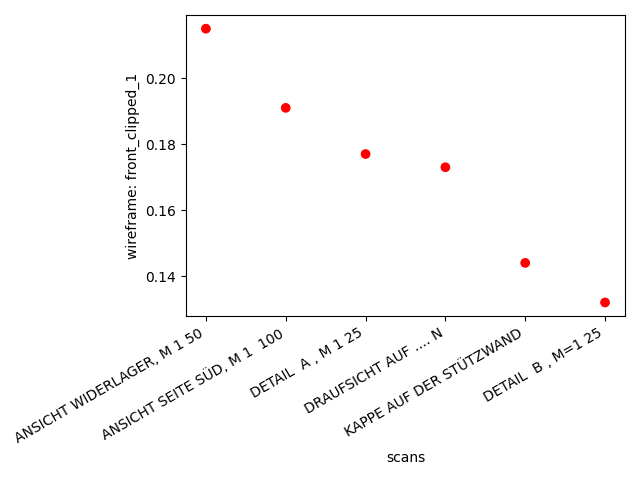 wireframe: front_clipped_1
0.20
0.18
0.16
0.14
ANSICHT WIDERLAGER, M 1 50
ANSICHT SEITE SÜD, M 1  100
DETAIL  A , M 1 25
DRAUFSICHT AUF .... N
KAPPE AUF DER STÜTZWAND
DETAIL  B , M=1 25
scans